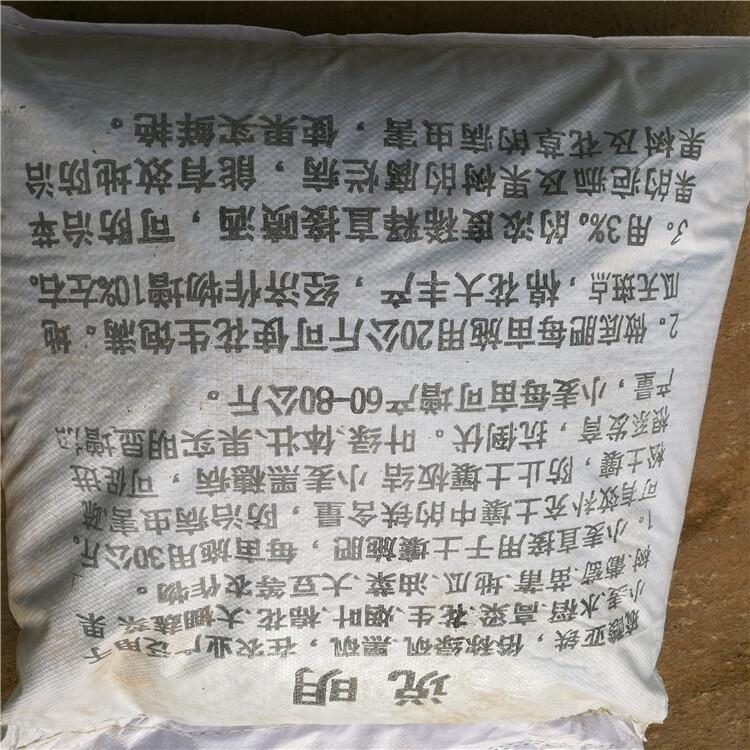 说明
硫酸亚铁，俗称绿矾、黑矾，在农业广泛用于
小麦、水稻、高粱、花生、烟叶、棉花、大棚蔬菜、果
树、葡萄、苗莆、地瓜、油菜、大豆等农作物。
1。小麦直接用于土壤施肥，每亩施用30公斤。
可有效补充土壤中的铁含量，防治病虫害，疏
松土壤，防止土壤板结，小麦黑穗病，可促进
根系发育，抗倒伏。叶绿、体壮、果实明显增
产量，小麦每亩可增产60-80公斤。
2。做底肥每亩施用20公斤可使花生饱满。地
瓜无斑点，棉花大丰产，经济作物增10%左右。
3。用3‰的浓度稀释直接喷洒，可防治苹
果的疤痂及果树的腐烂病，能有效地防治
果树及花草的病虫害，使果实鲜艳。